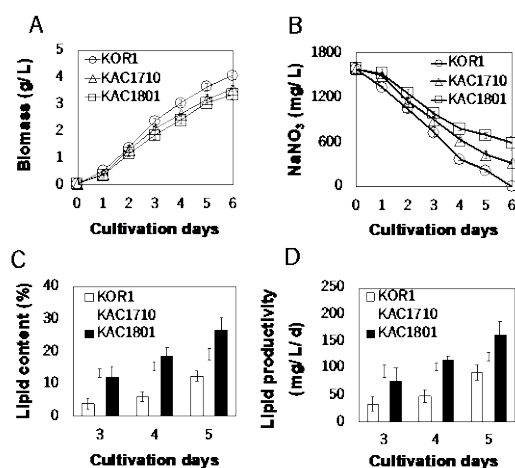 A
Biomass (g/L)
5
4
3
2
1
0
KOR1
KAC1710
KAC1801
0 1 2 3 4 5 6
Cultivation days
B
NaNO3 (mg/L)
1800
1200
600
0
KOR1
KAC1710
KAC1801
0 1 2 3 4 5 6
Cultivation days
C
Lipid content (%)
40
30
20
10
0
KOR1
KAC1710
KAC1801
3 4 5
Cultivation days
D
Lipid productivity
(mg/L/d)
250
200
150
100
50
0
KOR1
KAC1710
KAC1801
3 4 5
Cultivation days